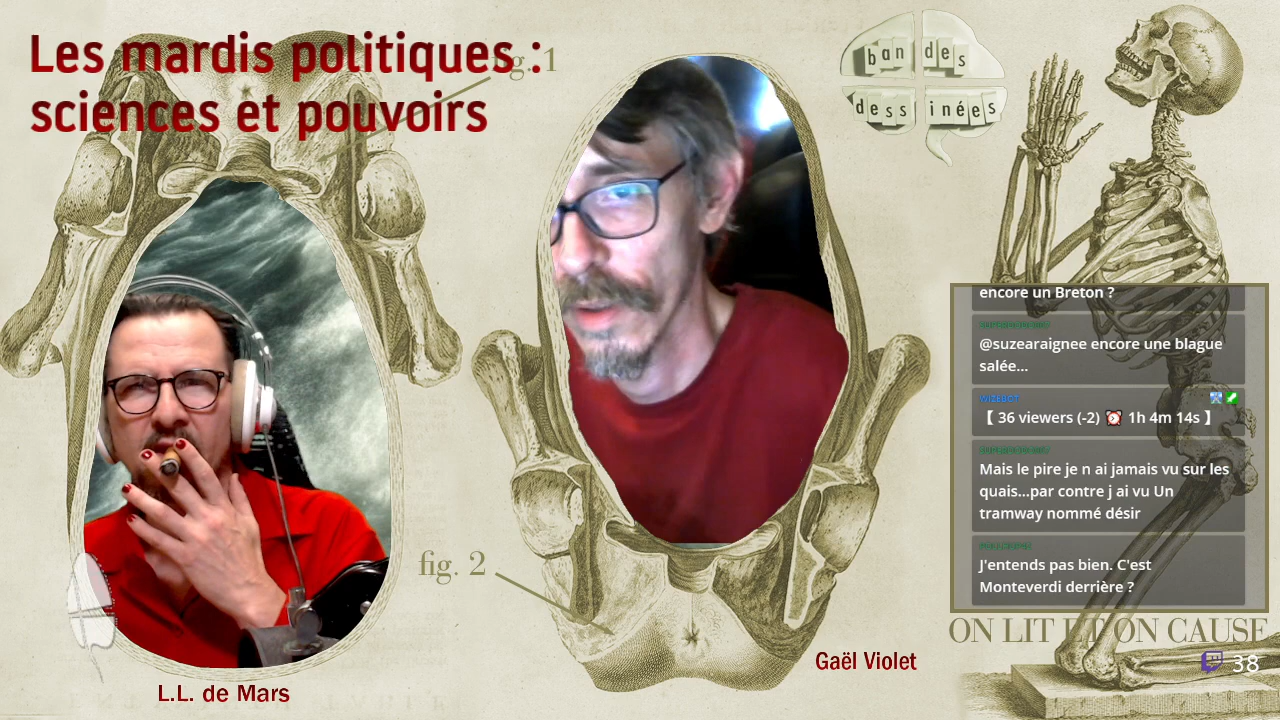 Les mardis politiques :
sciences et pouvoirs
fig. 1
ban des
dess inées
encore un Breton ?
@suzearaignee encore une blague
salée...
【 36 viewers (-2) ⏰ 1h 4m 14s 】
Mais le pire je n ai jamais vu sur les
quais...par contre j ai vu Un
tramway nommé désir
J'entends pas bien. C'est
Monteverdi derrière ?
fig. 2
ON LIT ET ON CAUSE
38
Gaël Violet
L.L. de Mars